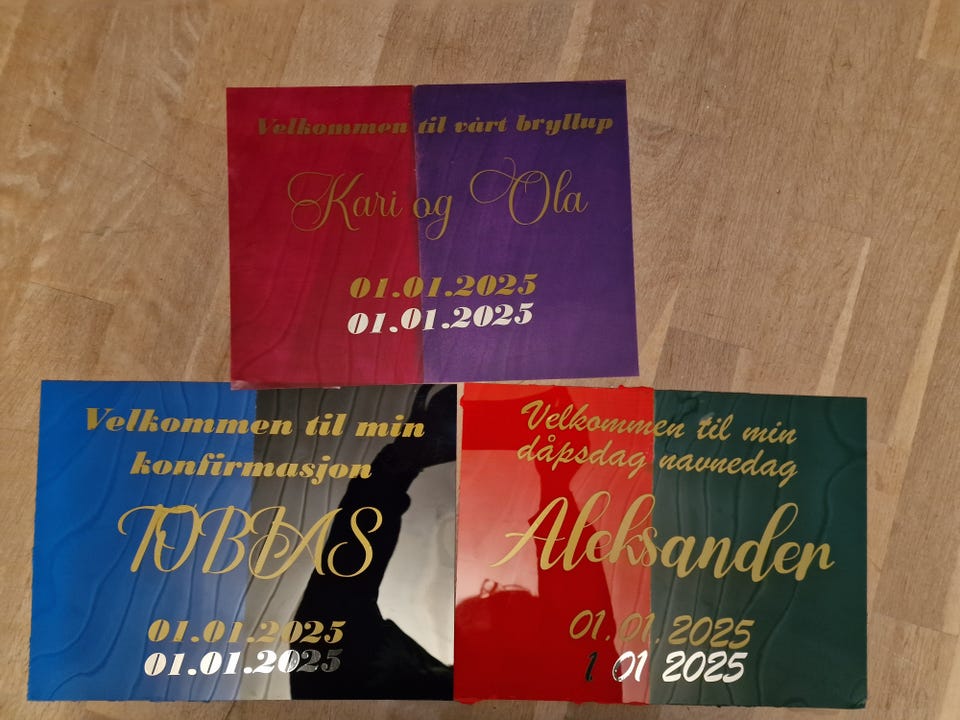 Velkommen til vårt bryllup
Kari og Ola
01.01.2025
01.01.2025
Velkommen til min
konfirmasjon
TOBIAS
01.01.2025
01.01.2025
Velkommen til min
dåpsdag navnedag
Aleksander
01.01.2025
1 01 2025